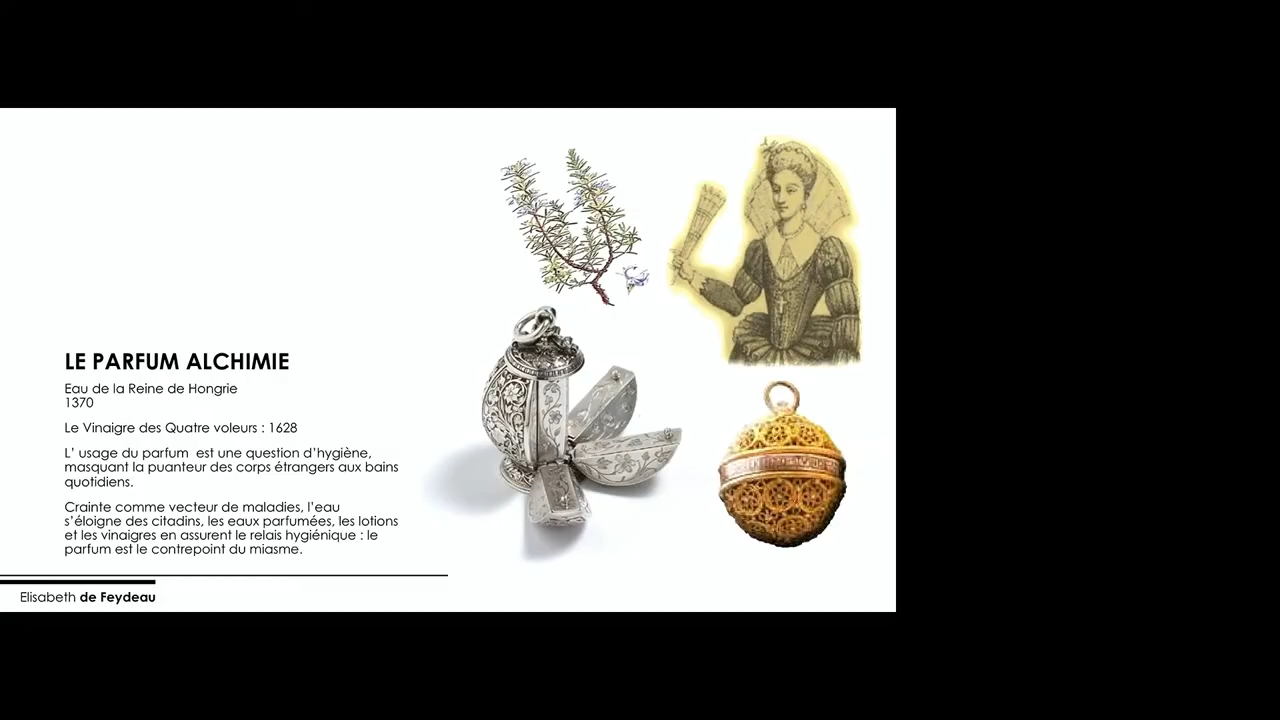 LE PARFUM ALCHIMIE
Eau de la Reine de Hongrie
1370
Le Vinaigre des Quatre voleurs : 1628
L' usage du parfum est une question d'hygiène,
masquant la puanteur des corps étrangers aux bains
quotidiens.
Crainte comme vecteur de maladies, l'eau
s'éloigne des citadins, les eaux parfumées, les lotions
et les vinaigres en assurent le relais hygiénique : le
parfum est le contrepoint du miasme.
Elisabeth de Feydeau